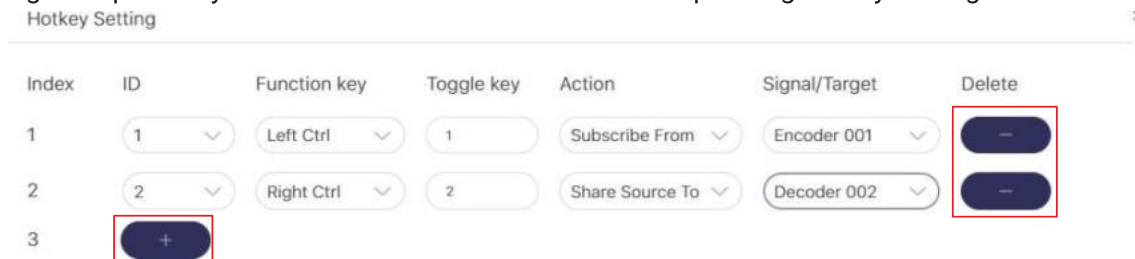 Hotkey Setting
Index ID Function key Toggle key Action Signal/Target Delete
1 1 Left Ctrl 1 Subscribe From Encoder 001 −
2 2 Right Ctrl 2 Share Source To Decoder 002 −
3 +